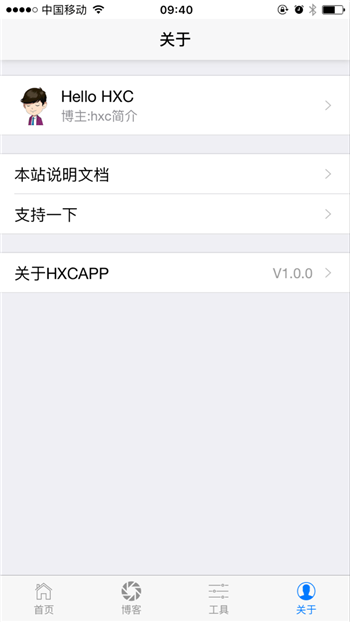 中国移动 09:40
关于
Hello HXC
博主:hxc简介
本站说明文档
支持一下
关于HXCAPP V1.0.0
首页 博客 工具 关于